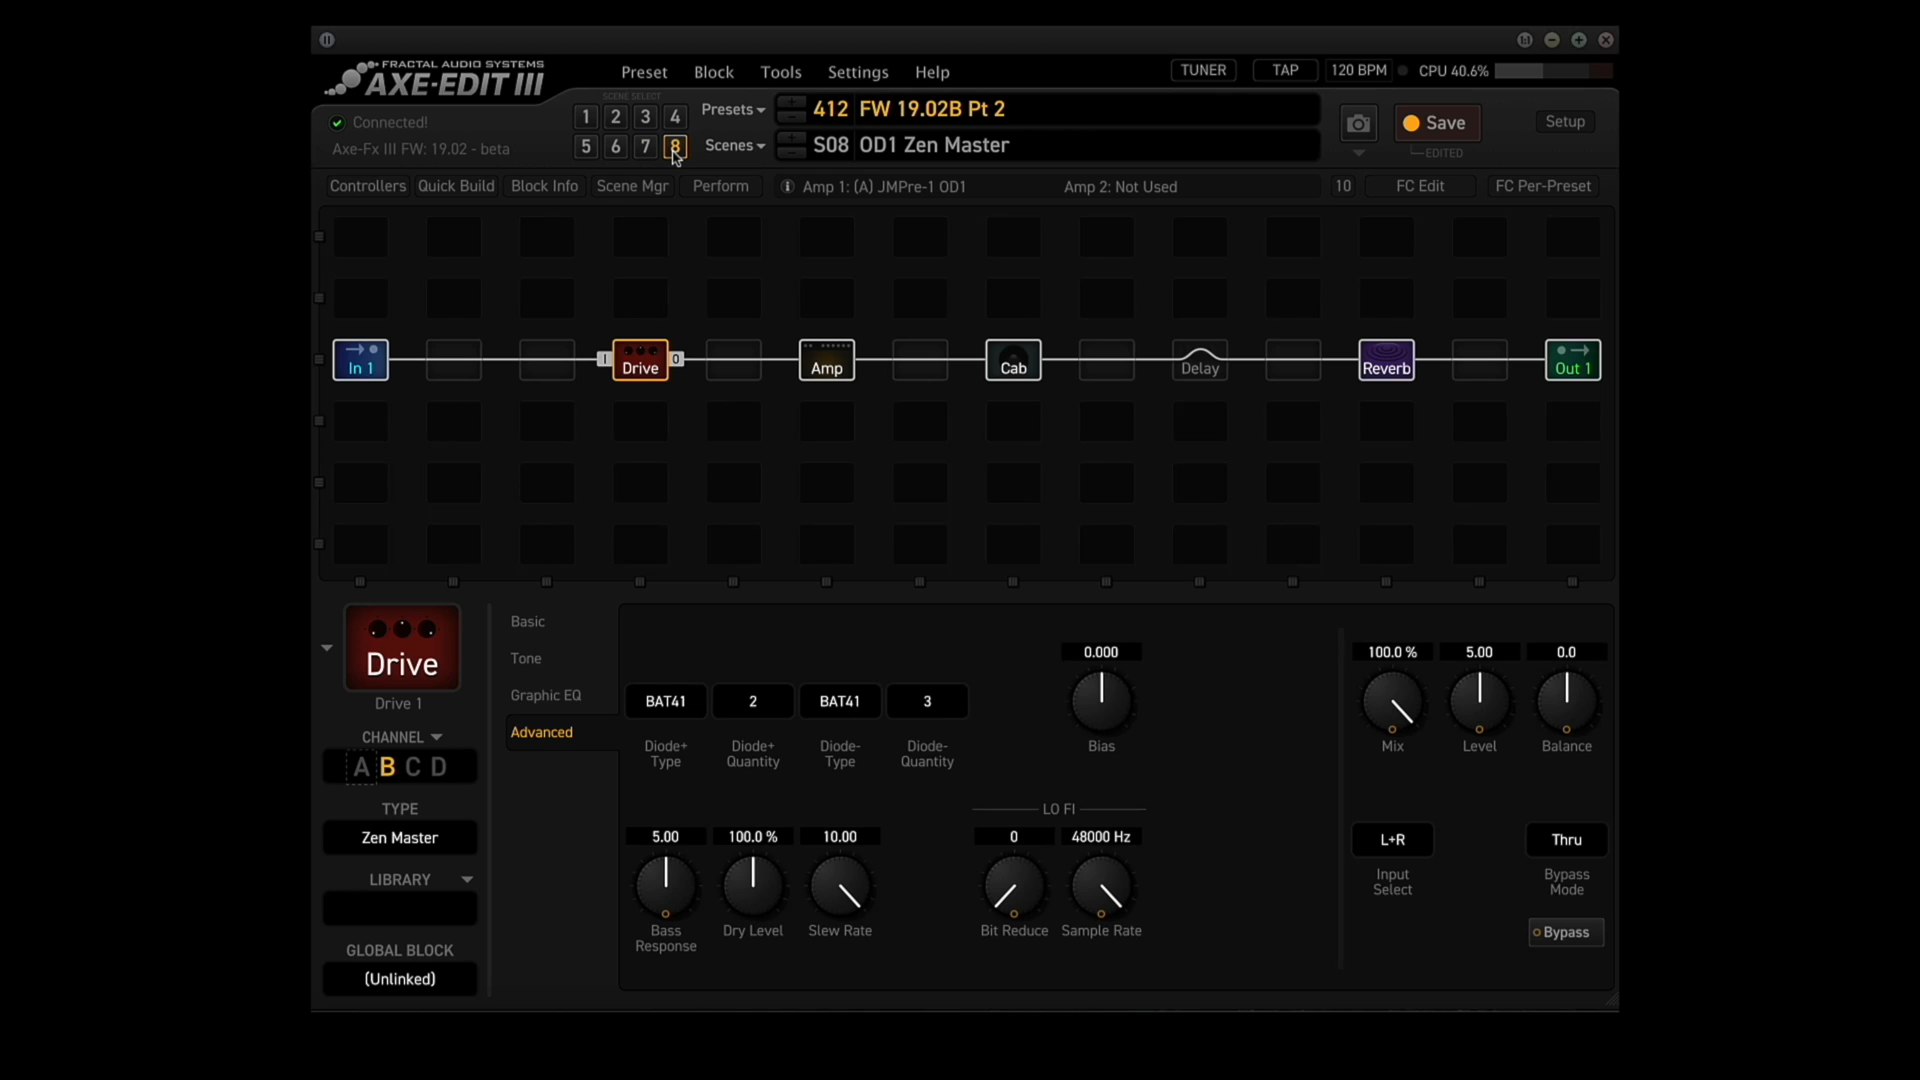 FRACTAL AUDIO SYSTEMS
AXE-EDIT III
Preset Block Tools Settings Help
TUNER TAP 120 BPM CPU 40.6%
SCENE SELECT
1 2 3 4
5 6 7 8
Presets 412 FW 19.02B Pt 2
Scenes S08 OD1 Zen Master
Save
EDITED
Setup
Connected!
Axe-Fx III FW: 19.02 - beta
Controllers Quick Build Block Info Scene Mgr Perform Amp 1: (A) JMPre-1 OD1 Amp 2: Not Used 10 FC Edit FC Per-Preset
In 1 I Drive O Amp Cab Delay Reverb Out 1
Drive
Drive 1
CHANNEL
A B C D
TYPE
Zen Master
LIBRARY
GLOBAL BLOCK
(Unlinked)
Basic
Tone
Graphic EQ
Advanced
BAT41 2 BAT41 3
Diode+ Type
Diode+ Quantity
Diode- Type
Diode- Quantity
0.000
Bias
LO FI
5.00 100.0 % 10.00 0 48000 Hz
Bass Response
Dry Level
Slew Rate
Bit Reduce
Sample Rate
100.0 % 5.00 0.0
Mix Level Balance
L+R Thru
Input Select
Bypass Mode
Bypass